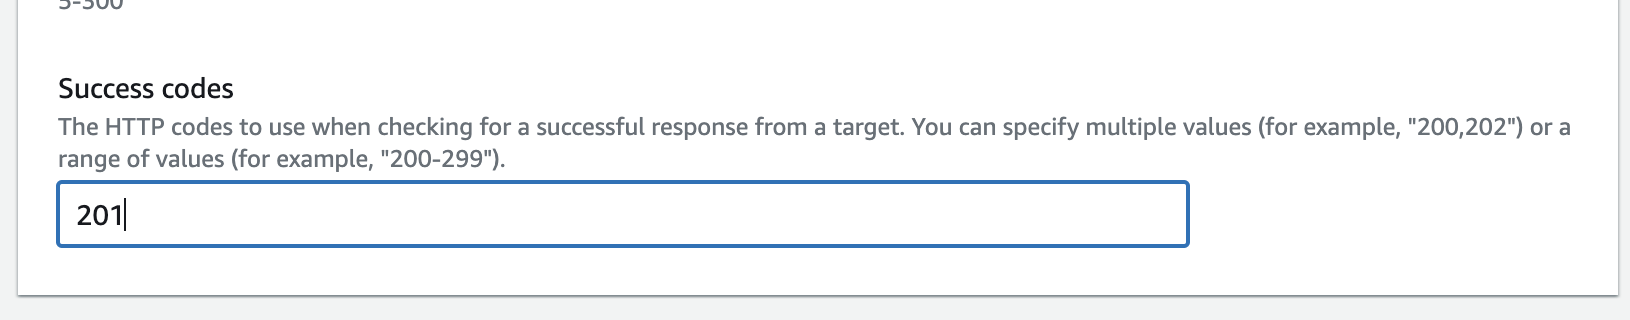 5-300
Success codes
The HTTP codes to use when checking for a successful response from a target. You can specify multiple values (for example, "200,202") or a
range of values (for example, "200-299").
201